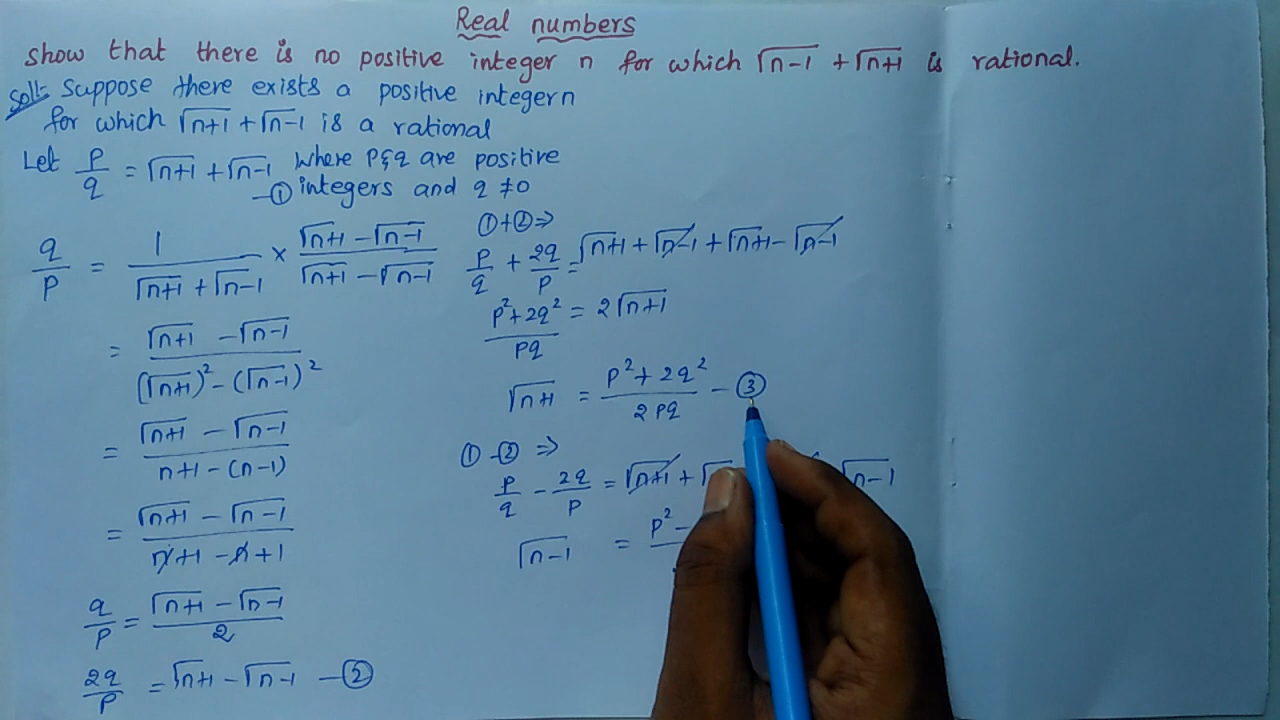 Real numbers
show that there is no positive integer n for which √n-1 + √n+1 is rational.
Sol:- Suppose there exists a positive integer n
for which √n+1 + √n-1 is a rational
Let p/q = √n+1 + √n-1 where p & q are positive
-① integers and q ≠ 0
q/p = 1/(√n+1 + √n-1) × (√n+1 - √n-1)/(√n+1 - √n-1)
= (√n+1 - √n-1)/((√n+1)² - (√n-1)²)
= (√n+1 - √n-1)/(n+1-(n-1))
= (√n+1 - √n-1)/(n+1-n+1)
q/p = (√n+1 - √n-1)/2
2q/p = √n+1 - √n-1 -②
①+② ⇒
p/q + 2q/p = √n+1 + √n-1 + √n+1 - √n-1
(p²+2q²)/pq = 2√n+1
√n+1 = (p²+2q²)/2pq -③
①-② ⇒
p/q - 2q/p = √n+1 + √n-1
√n-1 = p² -